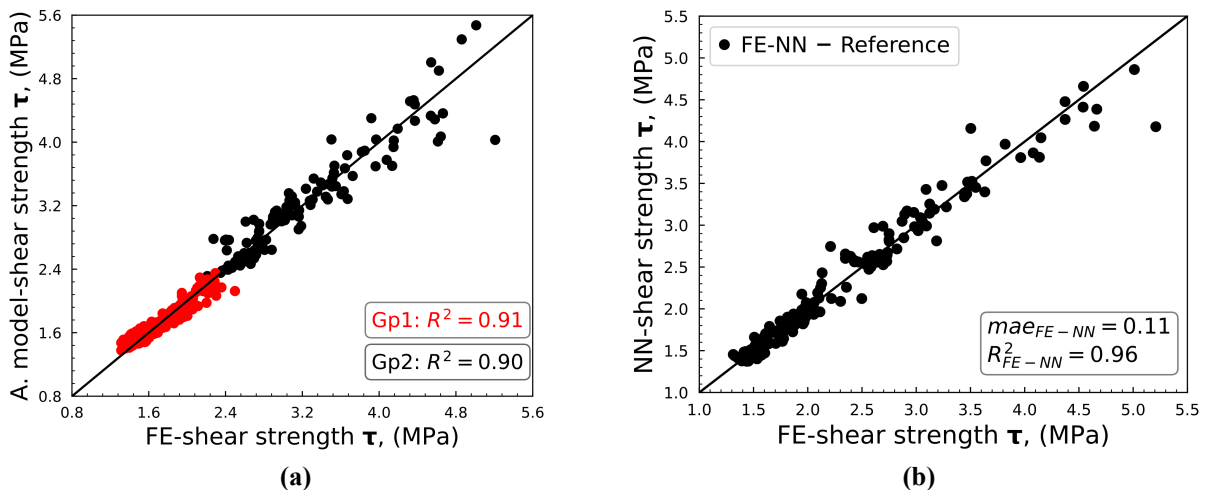 5.6
4.8
4.0
3.2
2.4
1.6
0.8
A. model-shear strength τ, (MPa)
Gp1: R² = 0.91
Gp2: R² = 0.90
0.8 1.6 2.4 3.2 4.0 4.8 5.6
FE-shear strength τ, (MPa)
(a)
5.5
5.0
4.5
4.0
3.5
3.0
2.5
2.0
1.5
1.0
NN-shear strength τ, (MPa)
FE-NN − Reference
mae_{FE−NN} = 0.11
R²_{FE−NN} = 0.96
1.0 1.5 2.0 2.5 3.0 3.5 4.0 4.5 5.0 5.5
FE-shear strength τ, (MPa)
(b)